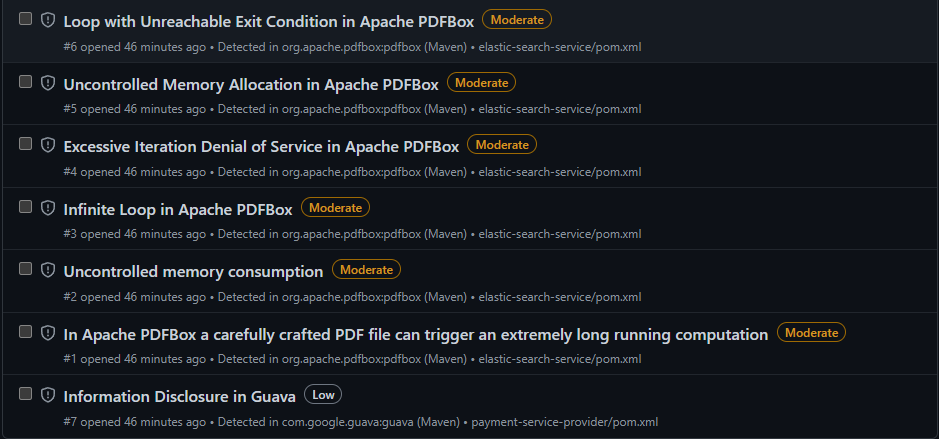 Loop with Unreachable Exit Condition in Apache PDFBox Moderate
#6 opened 46 minutes ago • Detected in org.apache.pdfbox:pdfbox (Maven) • elastic-search-service/pom.xml
Uncontrolled Memory Allocation in Apache PDFBox Moderate
#5 opened 46 minutes ago • Detected in org.apache.pdfbox:pdfbox (Maven) • elastic-search-service/pom.xml
Excessive Iteration Denial of Service in Apache PDFBox Moderate
#4 opened 46 minutes ago • Detected in org.apache.pdfbox:pdfbox (Maven) • elastic-search-service/pom.xml
Infinite Loop in Apache PDFBox Moderate
#3 opened 46 minutes ago • Detected in org.apache.pdfbox:pdfbox (Maven) • elastic-search-service/pom.xml
Uncontrolled memory consumption Moderate
#2 opened 46 minutes ago • Detected in org.apache.pdfbox:pdfbox (Maven) • elastic-search-service/pom.xml
In Apache PDFBox a carefully crafted PDF file can trigger an extremely long running computation Moderate
#1 opened 46 minutes ago • Detected in org.apache.pdfbox:pdfbox (Maven) • elastic-search-service/pom.xml
Information Disclosure in Guava Low
#7 opened 46 minutes ago • Detected in com.google.guava:guava (Maven) • payment-service-provider/pom.xml